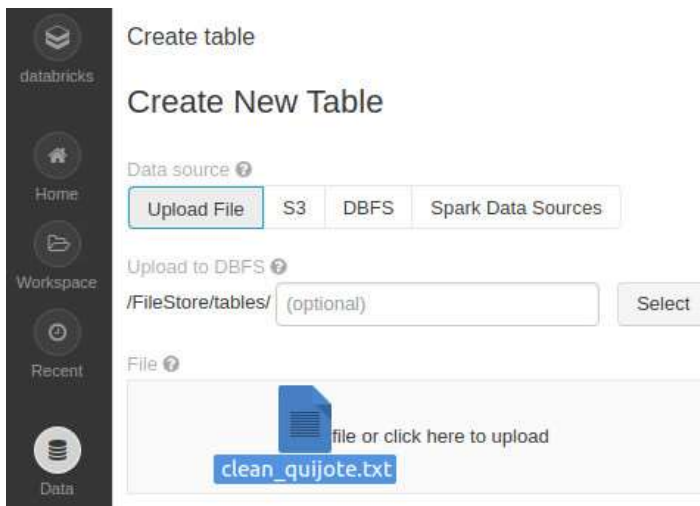 databricks
Home
Workspace
Recent
Data
Create table
Create New Table
Data source
Upload File S3 DBFS Spark Data Sources
Upload to DBFS
/FileStore/tables/ (optional) Select
File
file or click here to upload
clean_quijote.txt